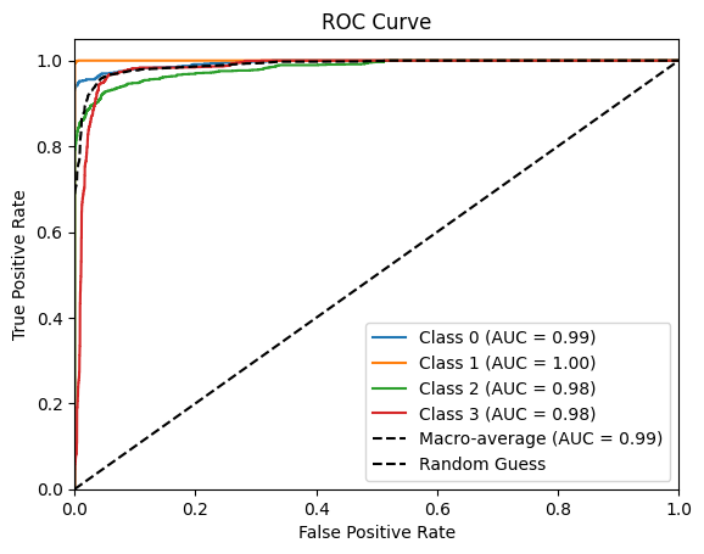 ROC Curve
True Positive Rate
1.0
0.8
0.6
0.4
0.2
0.0
Class 0 (AUC = 0.99)
Class 1 (AUC = 1.00)
Class 2 (AUC = 0.98)
Class 3 (AUC = 0.98)
Macro-average (AUC = 0.99)
Random Guess
0.0 0.2 0.4 0.6 0.8 1.0
False Positive Rate